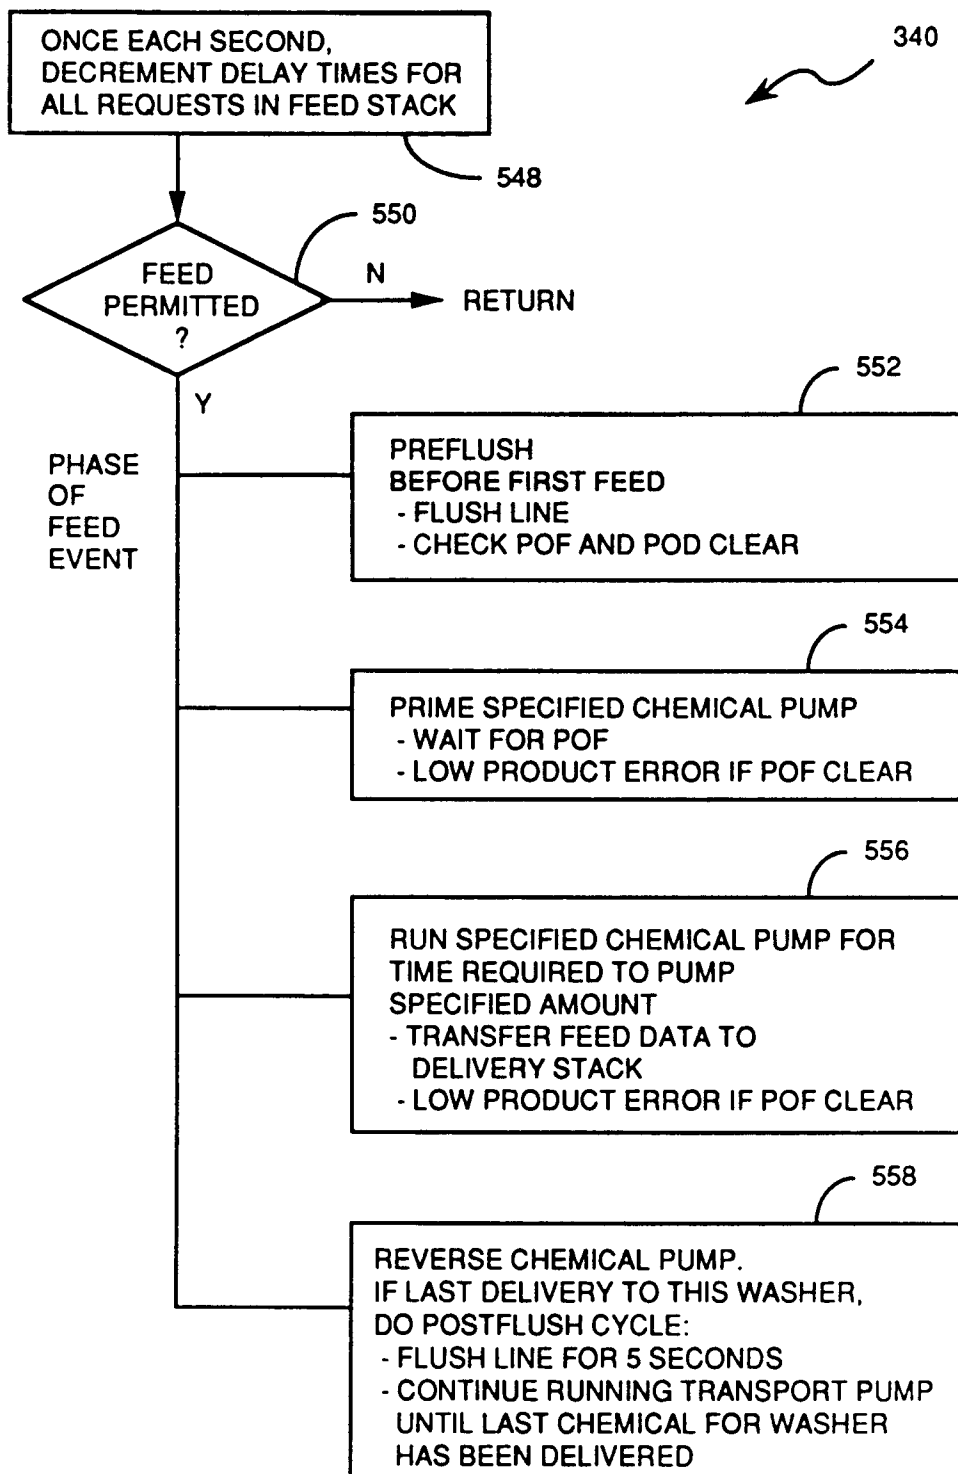 340
ONCE EACH SECOND,
DECREMENT DELAY TIMES FOR
ALL REQUESTS IN FEED STACK
548
550
FEED
PERMITTED
?
N
RETURN
Y
PHASE
OF
FEED
EVENT
552
PREFLUSH
BEFORE FIRST FEED
- FLUSH LINE
- CHECK POF AND POD CLEAR
554
PRIME SPECIFIED CHEMICAL PUMP
- WAIT FOR POF
- LOW PRODUCT ERROR IF POF CLEAR
556
RUN SPECIFIED CHEMICAL PUMP FOR
TIME REQUIRED TO PUMP
SPECIFIED AMOUNT
- TRANSFER FEED DATA TO
DELIVERY STACK
- LOW PRODUCT ERROR IF POF CLEAR
558
REVERSE CHEMICAL PUMP.
IF LAST DELIVERY TO THIS WASHER,
DO POSTFLUSH CYCLE:
- FLUSH LINE FOR 5 SECONDS
- CONTINUE RUNNING TRANSPORT PUMP
UNTIL LAST CHEMICAL FOR WASHER
HAS BEEN DELIVERED